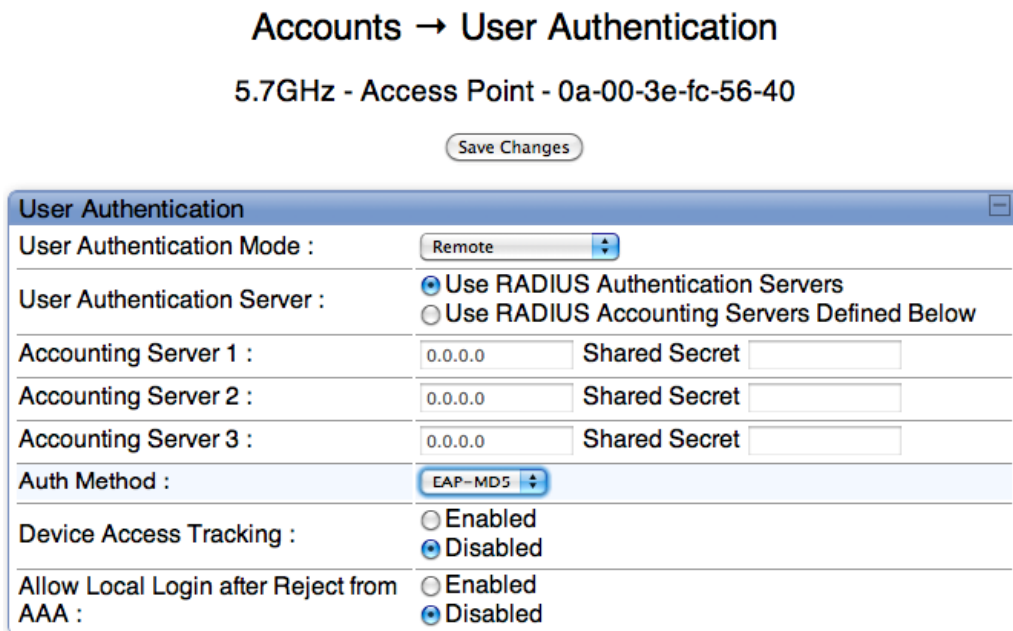 Accounts → User Authentication
5.7GHz - Access Point - 0a-00-3e-fc-56-40
Save Changes
User Authentication
User Authentication Mode : Remote
User Authentication Server : Use RADIUS Authentication Servers
Use RADIUS Accounting Servers Defined Below
Accounting Server 1 : 0.0.0.0 Shared Secret
Accounting Server 2 : 0.0.0.0 Shared Secret
Accounting Server 3 : 0.0.0.0 Shared Secret
Auth Method : EAP-MD5
Device Access Tracking : Enabled
Disabled
Allow Local Login after Reject from AAA : Enabled
Disabled